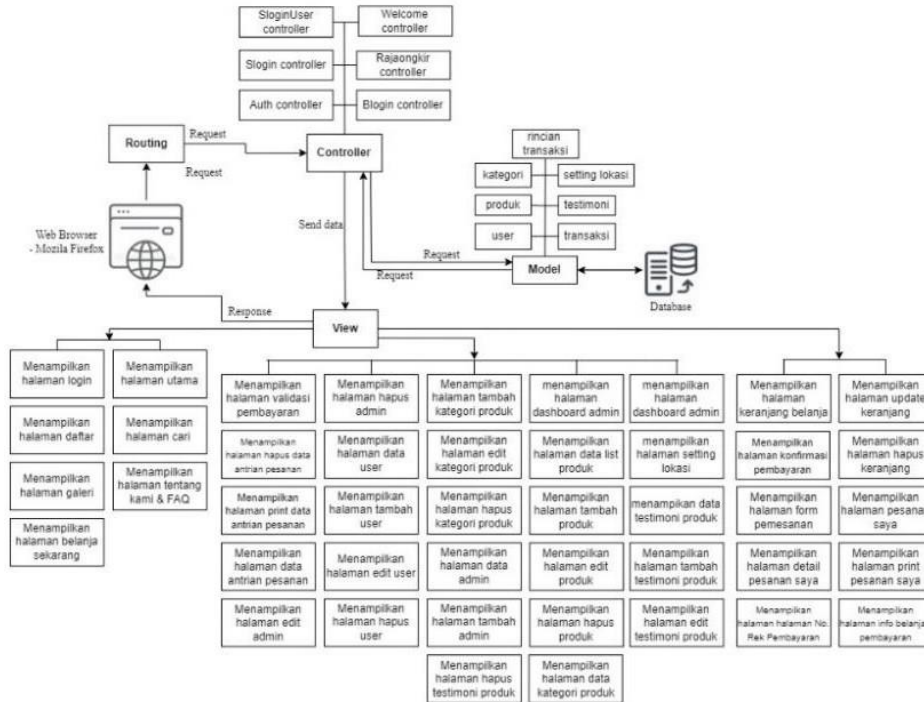 SloginUser
controller
Welcome
controller
Slogin controller
Rajaongkir
controller
Auth controller
Blogin controller
Routing
Request
Controller
Request
rincian
transaksi
kategori
setting lokasi
produk
testimoni
user
transaksi
Send data
Web Browser
- Mozila Firefox
Request
Request
Model
Database
Response
View
Menampilkan
halaman login
Menampilkan
halaman utama
Menampilkan
halaman daftar
Menampilkan
halaman cari
Menampilkan
halaman galeri
Menampilkan
halaman tentang
kami & FAQ
Menampilkan
halaman belanja
sekarang
Menampilkan
halaman validasi
pembayaran
Menampilkan
halaman hapus
admin
Menampilkan
halaman tambah
kategori produk
menampilkan
halaman
dashboard admin
menampilkan
halaman
dashboard admin
Menampilkan
halaman hapus data
antrian pesanan
Menampilkan
halaman data
user
Menampilkan
halaman edit
kategori produk
Menampilkan
halaman data list
produk
menampilkan
halaman setting
lokasi
Menampilkan
halaman print data
antrian pesanan
Menampilkan
halaman tambah
user
Menampilkan
halaman hapus
kategori produk
Menampilkan
halaman tambah
produk
menampikan data
testimoni produk
Menampilkan
halaman data
antrian pesanan
Menampilkan
halaman edit user
Menampilkan
halaman data
admin
Menampilkan
halaman edit
produk
Menampilkan
halaman tambah
testimoni produk
Menampilkan
halaman edit
admin
Menampilkan
halaman hapus
user
Menampilkan
halaman tambah
admin
Menampilkan
halaman hapus
produk
Menampilkan
halaman edit
testimoni produk
Menampilkan
halaman hapus
testimoni produk
Menampilkan
halaman data
kategori produk
Menampilkan
halaman
keranjang belanja
Menampilkan
halaman update
keranjang
Menampilkan
halaman konfirmasi
pembayaran
Menampilkan
halaman hapus
keranjang
Menampilkan
halaman form
pemesanan
Menampilkan
halaman pesanan
saya
Menampilkan
halaman detail
pesanan saya
Menampilkan
halaman print
pesanan saya
Menampilkan
halaman halaman No.
Rek Pembayaran
Menampilkan
halaman info belanja
pembayaran